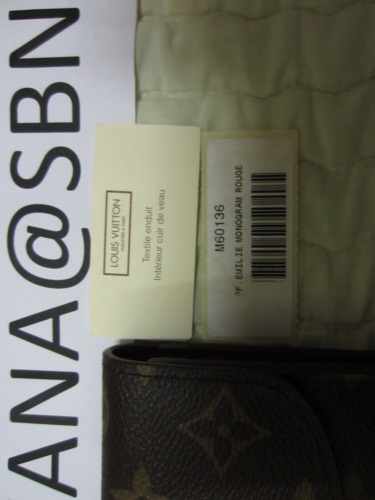 ANA@SBN
LOUIS VUITTON
Textile enduit
Intérieur cuir de veau
M60136
PF. EMILIE MONOGRAM ROUGE